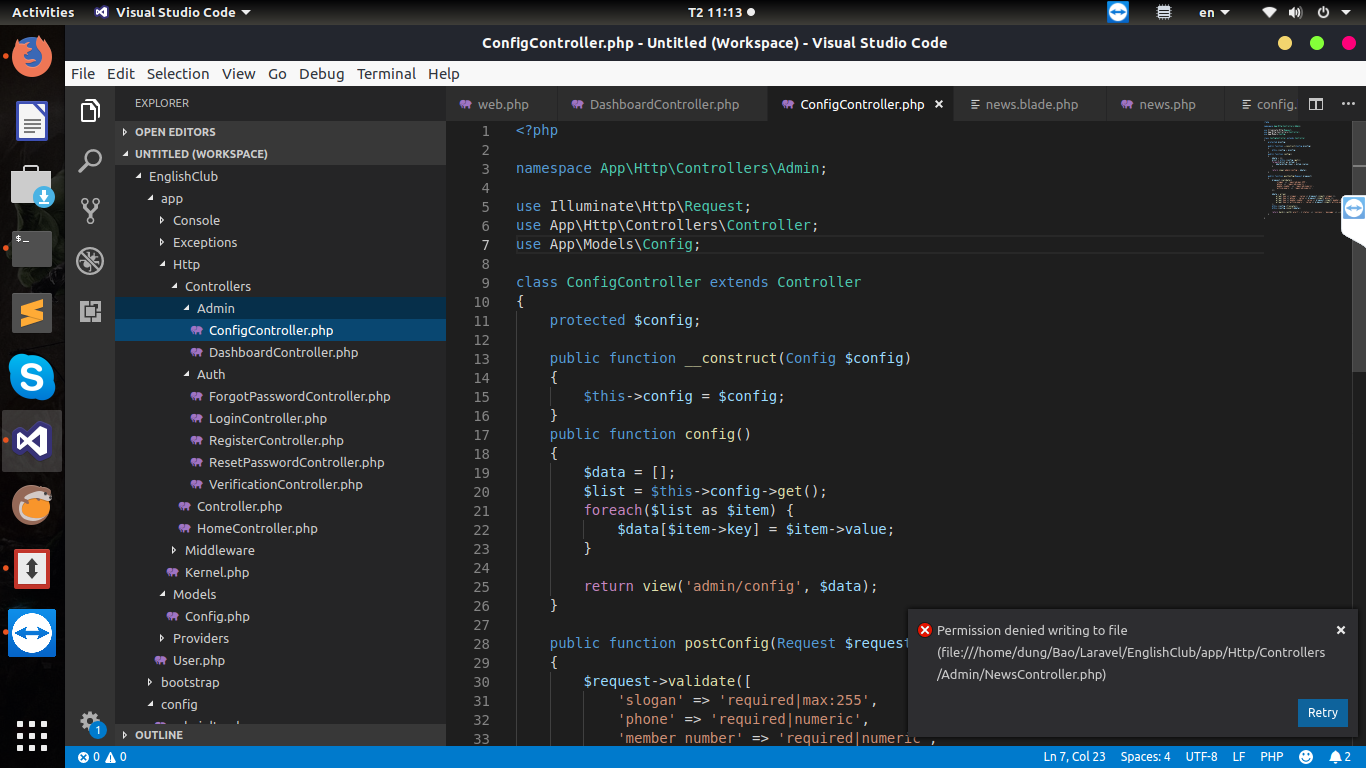 Activities Visual Studio Code T2 11:13 en
ConfigController.php - Untitled (Workspace) - Visual Studio Code
File Edit Selection View Go Debug Terminal Help
EXPLORER
OPEN EDITORS
UNTITLED (WORKSPACE)
EnglishClub
app
Console
Exceptions
Http
Controllers
Admin
ConfigController.php
DashboardController.php
Auth
ForgotPasswordController.php
LoginController.php
RegisterController.php
ResetPasswordController.php
VerificationController.php
Controller.php
HomeController.php
Middleware
Kernel.php
Models
Config.php
Providers
User.php
bootstrap
config
OUTLINE
1
web.php DashboardController.php ConfigController.php news.blade.php news.php config.
1 <?php
2
3 namespace App\Http\Controllers\Admin;
4
5 use Illuminate\Http\Request;
6 use App\Http\Controllers\Controller;
7 use App\Models\Config;
8
9 class ConfigController extends Controller
10 {
11 protected $config;
12
13 public function __construct(Config $config)
14 {
15 $this->config = $config;
16 }
17 public function config()
18 {
19 $data = [];
20 $list = $this->config->get();
21 foreach($list as $item) {
22 $data[$item->key] = $item->value;
23 }
24
25 return view('admin/config', $data);
26 }
27
28 public function postConfig(Request $request
29 {
30 $request->validate([
31 'slogan' => 'required|max:255',
32 'phone' => 'required|numeric',
33 'member_number' => 'required|numeric',
Permission denied writing to file
(file:///home/dung/Bao/Laravel/EnglishClub/app/Http/Controllers
/Admin/NewsController.php)
Retry
0 0 Ln 7, Col 23 Spaces: 4 UTF-8 LF PHP 2